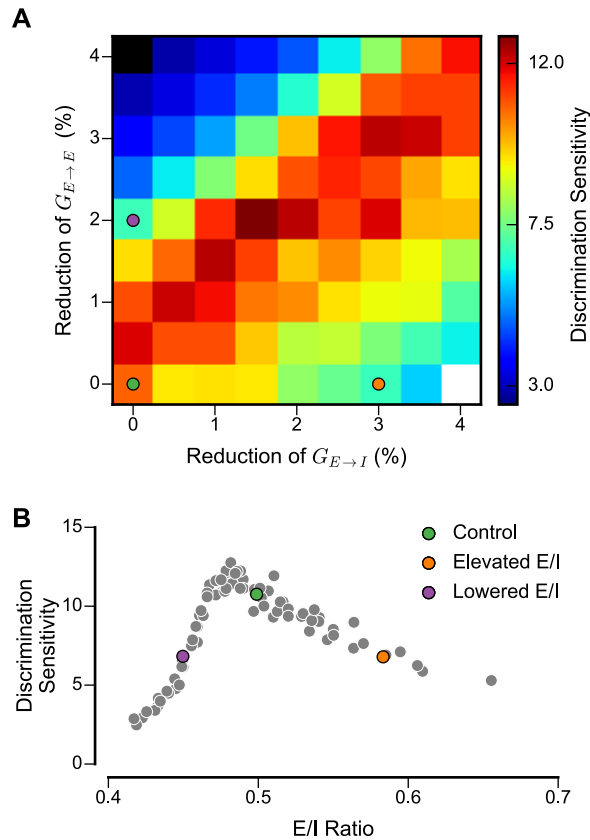 A
4
3
2
1
0
Reduction of G_{E→E} (%)
0
1
2
3
4
Reduction of G_{E→I} (%)
12.0
7.5
3.0
Discrimination Sensitivity
B
15
10
5
0
Discrimination
Sensitivity
Control
Elevated E/I
Lowered E/I
0.4
0.5
0.6
0.7
E/I Ratio